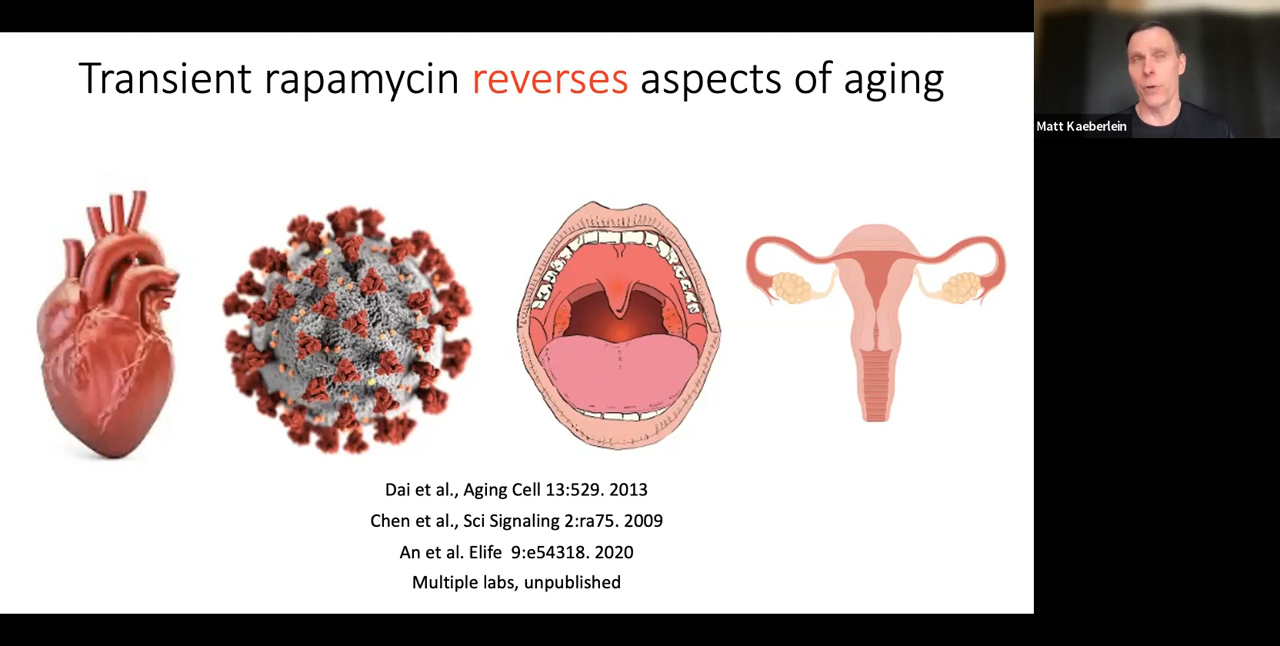 Transient rapamycin reverses aspects of aging
Matt Kaeberlein
Dai et al., Aging Cell 13:529. 2013
Chen et al., Sci Signaling 2:ra75. 2009
An et al. Elife 9:e54318. 2020
Multiple labs, unpublished